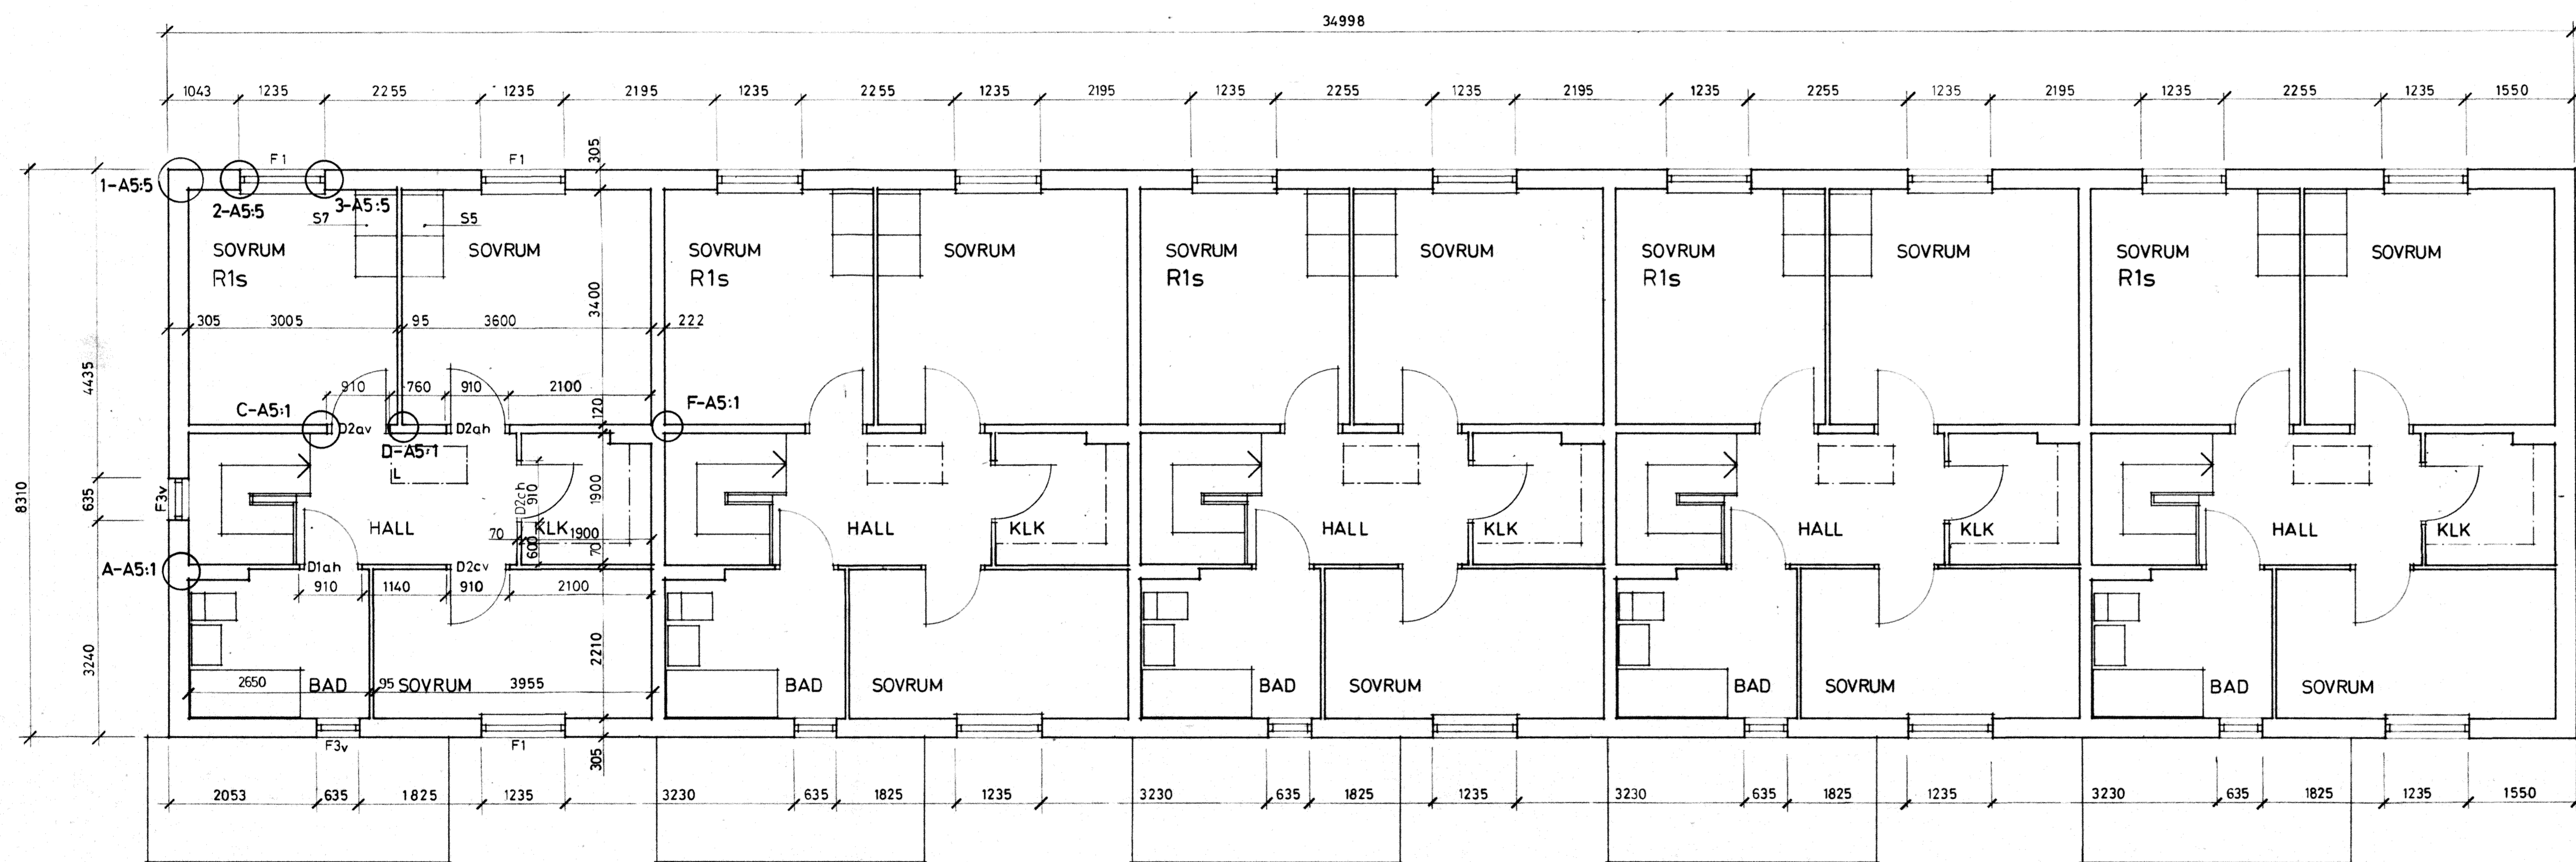 34998
1043 1235 2255 1235 2195 1235 2255 1235 2195 1235 2255 1235 2195 1235 2255 1235 2195 1235 2255 1235 1550
F1 F1 305
1-A5:5
2-A5:5 3-A5:5
S7 S5
SOVRUM SOVRUM SOVRUM SOVRUM SOVRUM SOVRUM SOVRUM SOVRUM SOVRUM SOVRUM
R1s R1s R1s R1s R1s
3400
305 3005 95 3600 222
4435
910 760 910 2100
C-A5:1 120 F-A5:1
D2av D2ah
D-A5:1
L
8310 635 F3v D2ch 910 1900
HALL KLK HALL KLK HALL KLK HALL KLK HALL KLK
70 1900
600 70
A-A5:1 D1ah D2cv
910 1140 910 2100
3240 2210
2650 BAD 95 SOVRUM 3955 BAD SOVRUM BAD SOVRUM BAD SOVRUM BAD SOVRUM
F3v F1 305
2053 635 1825 1235 3230 635 1825 1235 3230 635 1825 1235 3230 635 1825 1235 3230 635 1825 1235 1550